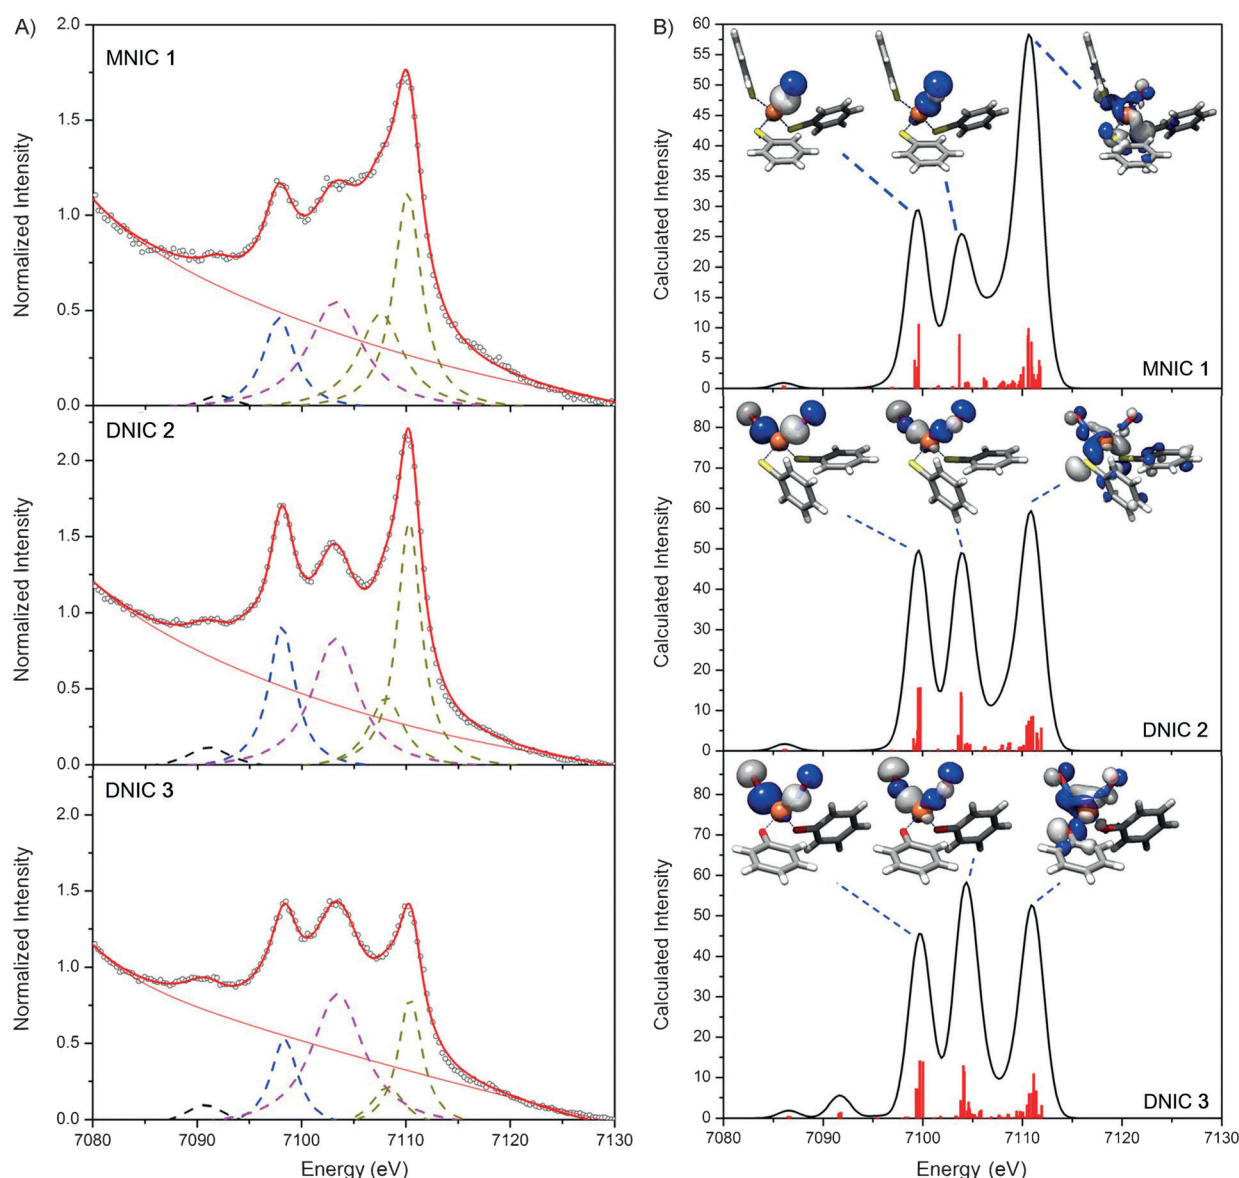 A)
Normalized Intensity
2.0
1.5
1.0
0.5
0.0
MNIC 1
Normalized Intensity
2.0
1.5
1.0
0.5
0.0
DNIC 2
Normalized Intensity
2.0
1.5
1.0
0.5
0.0
DNIC 3
7080 7090 7100 7110 7120 7130
Energy (eV)
B)
Calculated Intensity
60
55
50
45
40
35
30
25
20
15
10
5
0
MNIC 1
Calculated Intensity
80
70
60
50
40
30
20
10
0
DNIC 2
Calculated Intensity
80
70
60
50
40
30
20
10
0
DNIC 3
7080 7090 7100 7110 7120 7130
Energy (eV)